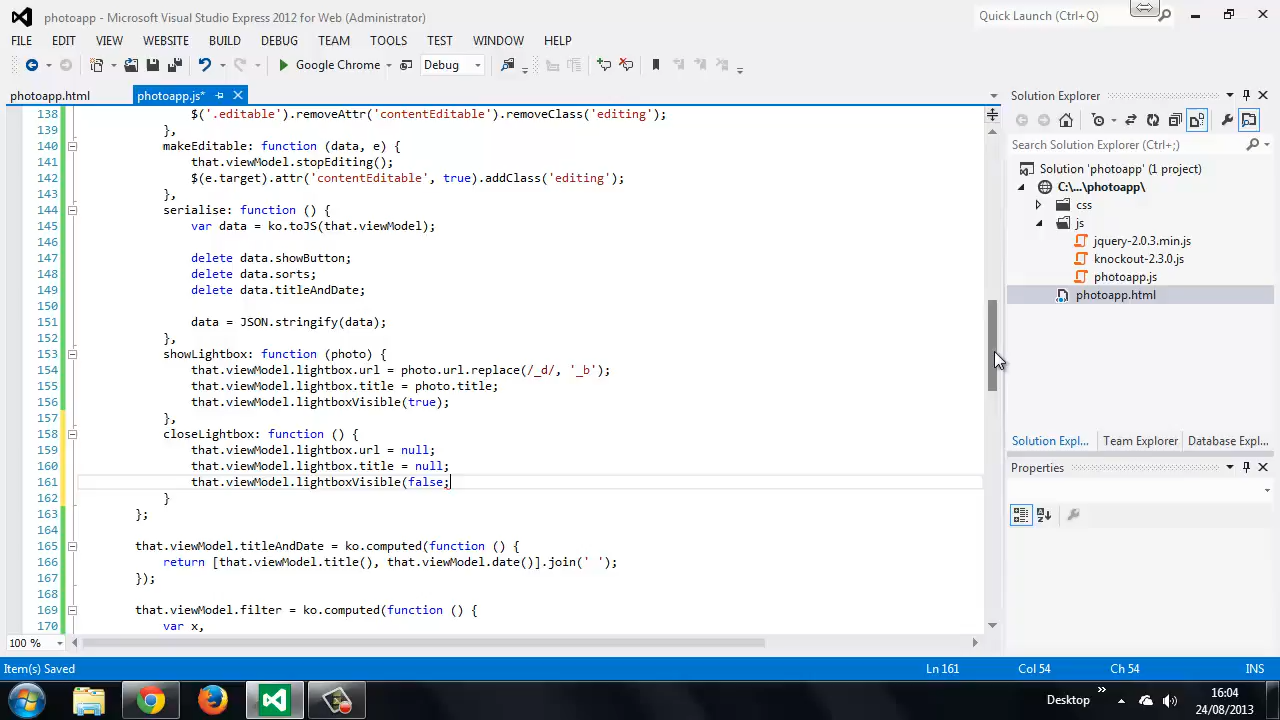 photoapp - Microsoft Visual Studio Express 2012 for Web (Administrator)
Quick Launch (Ctrl+Q)
FILE EDIT VIEW WEBSITE BUILD DEBUG TEAM TOOLS TEST WINDOW HELP
Google Chrome Debug
photoapp.html photoapp.js*
138 $('.editable').removeAttr('contentEditable').removeClass('editing');
139 },
140 makeEditable: function (data, e) {
141 that.viewModel.stopEditing();
142 $(e.target).attr('contentEditable', true).addClass('editing');
143 },
144 serialise: function () {
145 var data = ko.toJS(that.viewModel);
146
147 delete data.showButton;
148 delete data.sorts;
149 delete data.titleAndDate;
150
151 data = JSON.stringify(data);
152 },
153 showLightbox: function (photo) {
154 that.viewModel.lightbox.url = photo.url.replace(/_d/, '_b');
155 that.viewModel.lightbox.title = photo.title;
156 that.viewModel.lightboxVisible(true);
157 },
158 closeLightbox: function () {
159 that.viewModel.lightbox.url = null;
160 that.viewModel.lightbox.title = null;
161 that.viewModel.lightboxVisible(false;
162 }
163 };
164
165 that.viewModel.titleAndDate = ko.computed(function () {
166 return [that.viewModel.title(), that.viewModel.date()].join(' ');
167 });
168
169 that.viewModel.filter = ko.computed(function () {
170 var x,
100 %
Solution Explorer
Search Solution Explorer (Ctrl+;)
Solution 'photoapp' (1 project)
C:\...\photoapp\
css
js
jquery-2.0.3.min.js
knockout-2.3.0.js
photoapp.js
photoapp.html
Solution Expl... Team Explorer Database Expl...
Properties
Item(s) Saved Ln 161 Col 54 Ch 54 INS
Desktop
16:04
24/08/2013